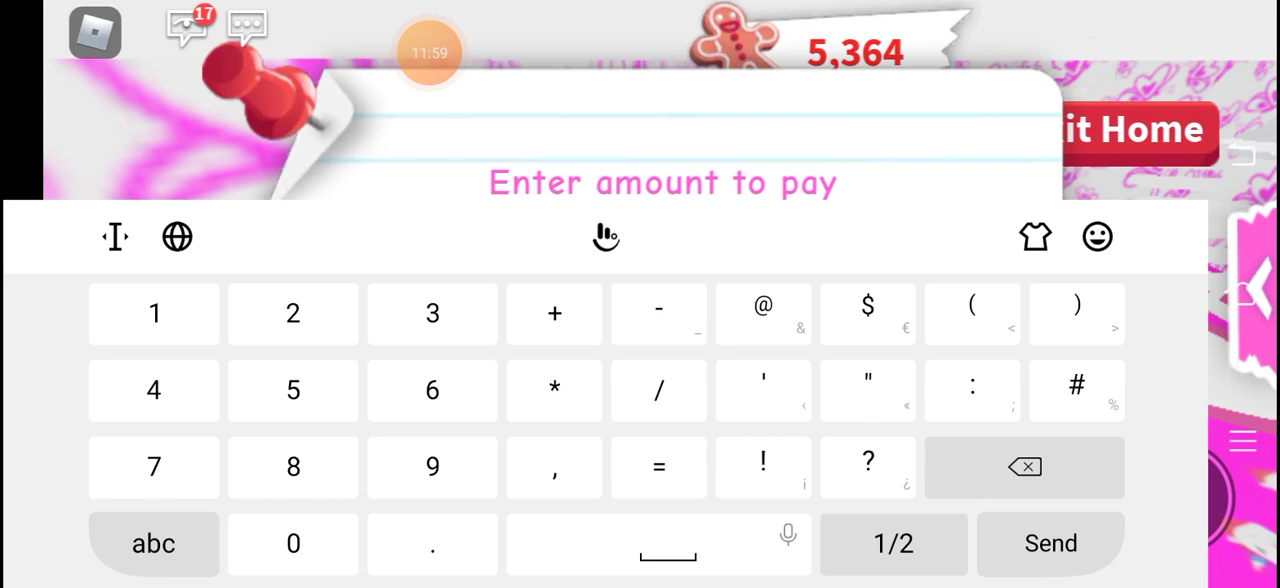 17
11:59
5,364
it Home
Enter amount to pay
1 2 3 + - _ @ & $ € ( < ) >
4 5 6 * / ' ‹ " « : ; # %
7 8 9 , = ! ¡ ? ¿
abc 0 . 1/2 Send